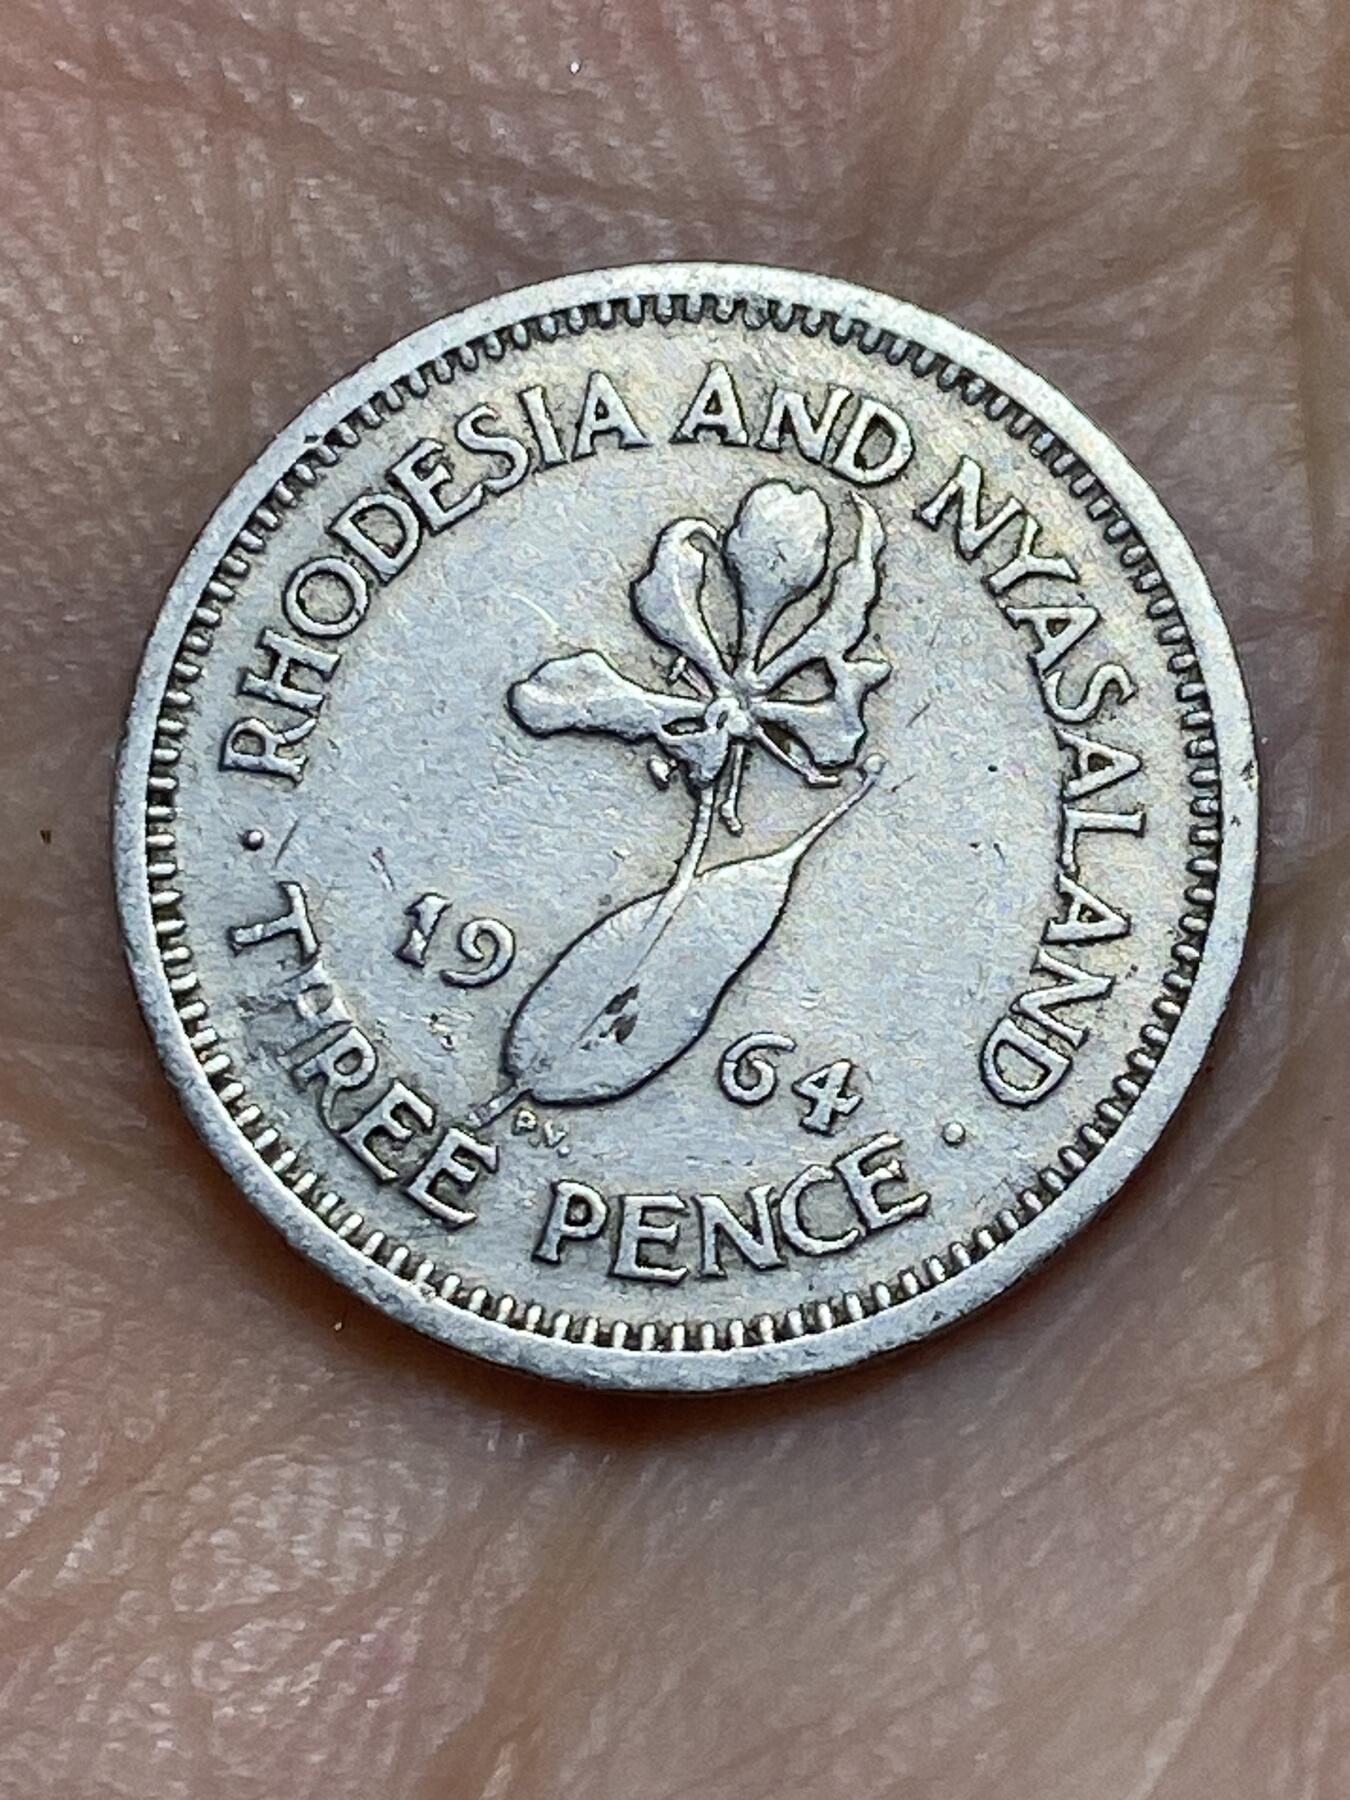 · RHODESIA AND NYASALAND ·
19 64
P.V.
THREE PENCE